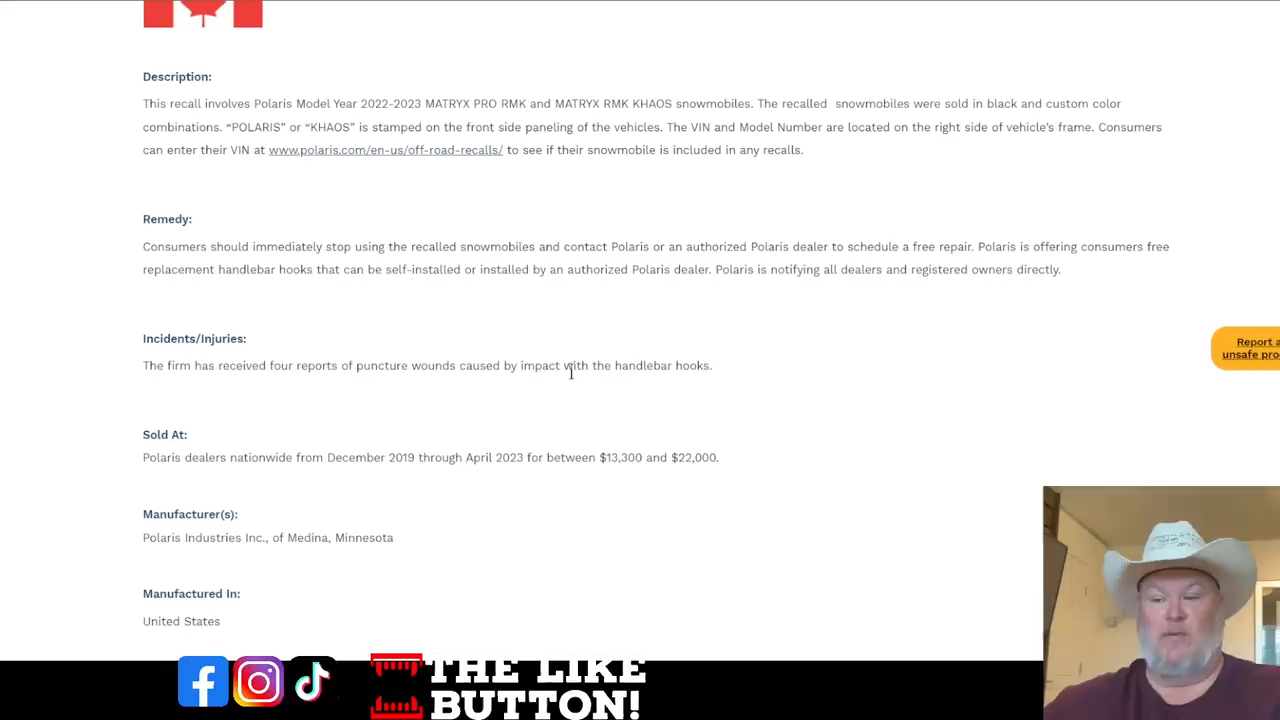 Description:
This recall involves Polaris Model Year 2022-2023 MATRYX PRO RMK and MATRYX RMK KHAOS snowmobiles. The recalled snowmobiles were sold in black and custom color
combinations. “POLARIS” or “KHAOS” is stamped on the front side paneling of the vehicles. The VIN and Model Number are located on the right side of vehicle’s frame. Consumers
can enter their VIN at www.polaris.com/en-us/off-road-recalls/ to see if their snowmobile is included in any recalls.
Remedy:
Consumers should immediately stop using the recalled snowmobiles and contact Polaris or an authorized Polaris dealer to schedule a free repair. Polaris is offering consumers free
replacement handlebar hooks that can be self-installed or installed by an authorized Polaris dealer. Polaris is notifying all dealers and registered owners directly.
Incidents/Injuries:
The firm has received four reports of puncture wounds caused by impact with the handlebar hooks.
Report a
unsafe pro
Sold At:
Polaris dealers nationwide from December 2019 through April 2023 for between $13,300 and $22,000.
Manufacturer(s):
Polaris Industries Inc., of Medina, Minnesota
Manufactured In:
United States
THE LIKE
BUTTON!